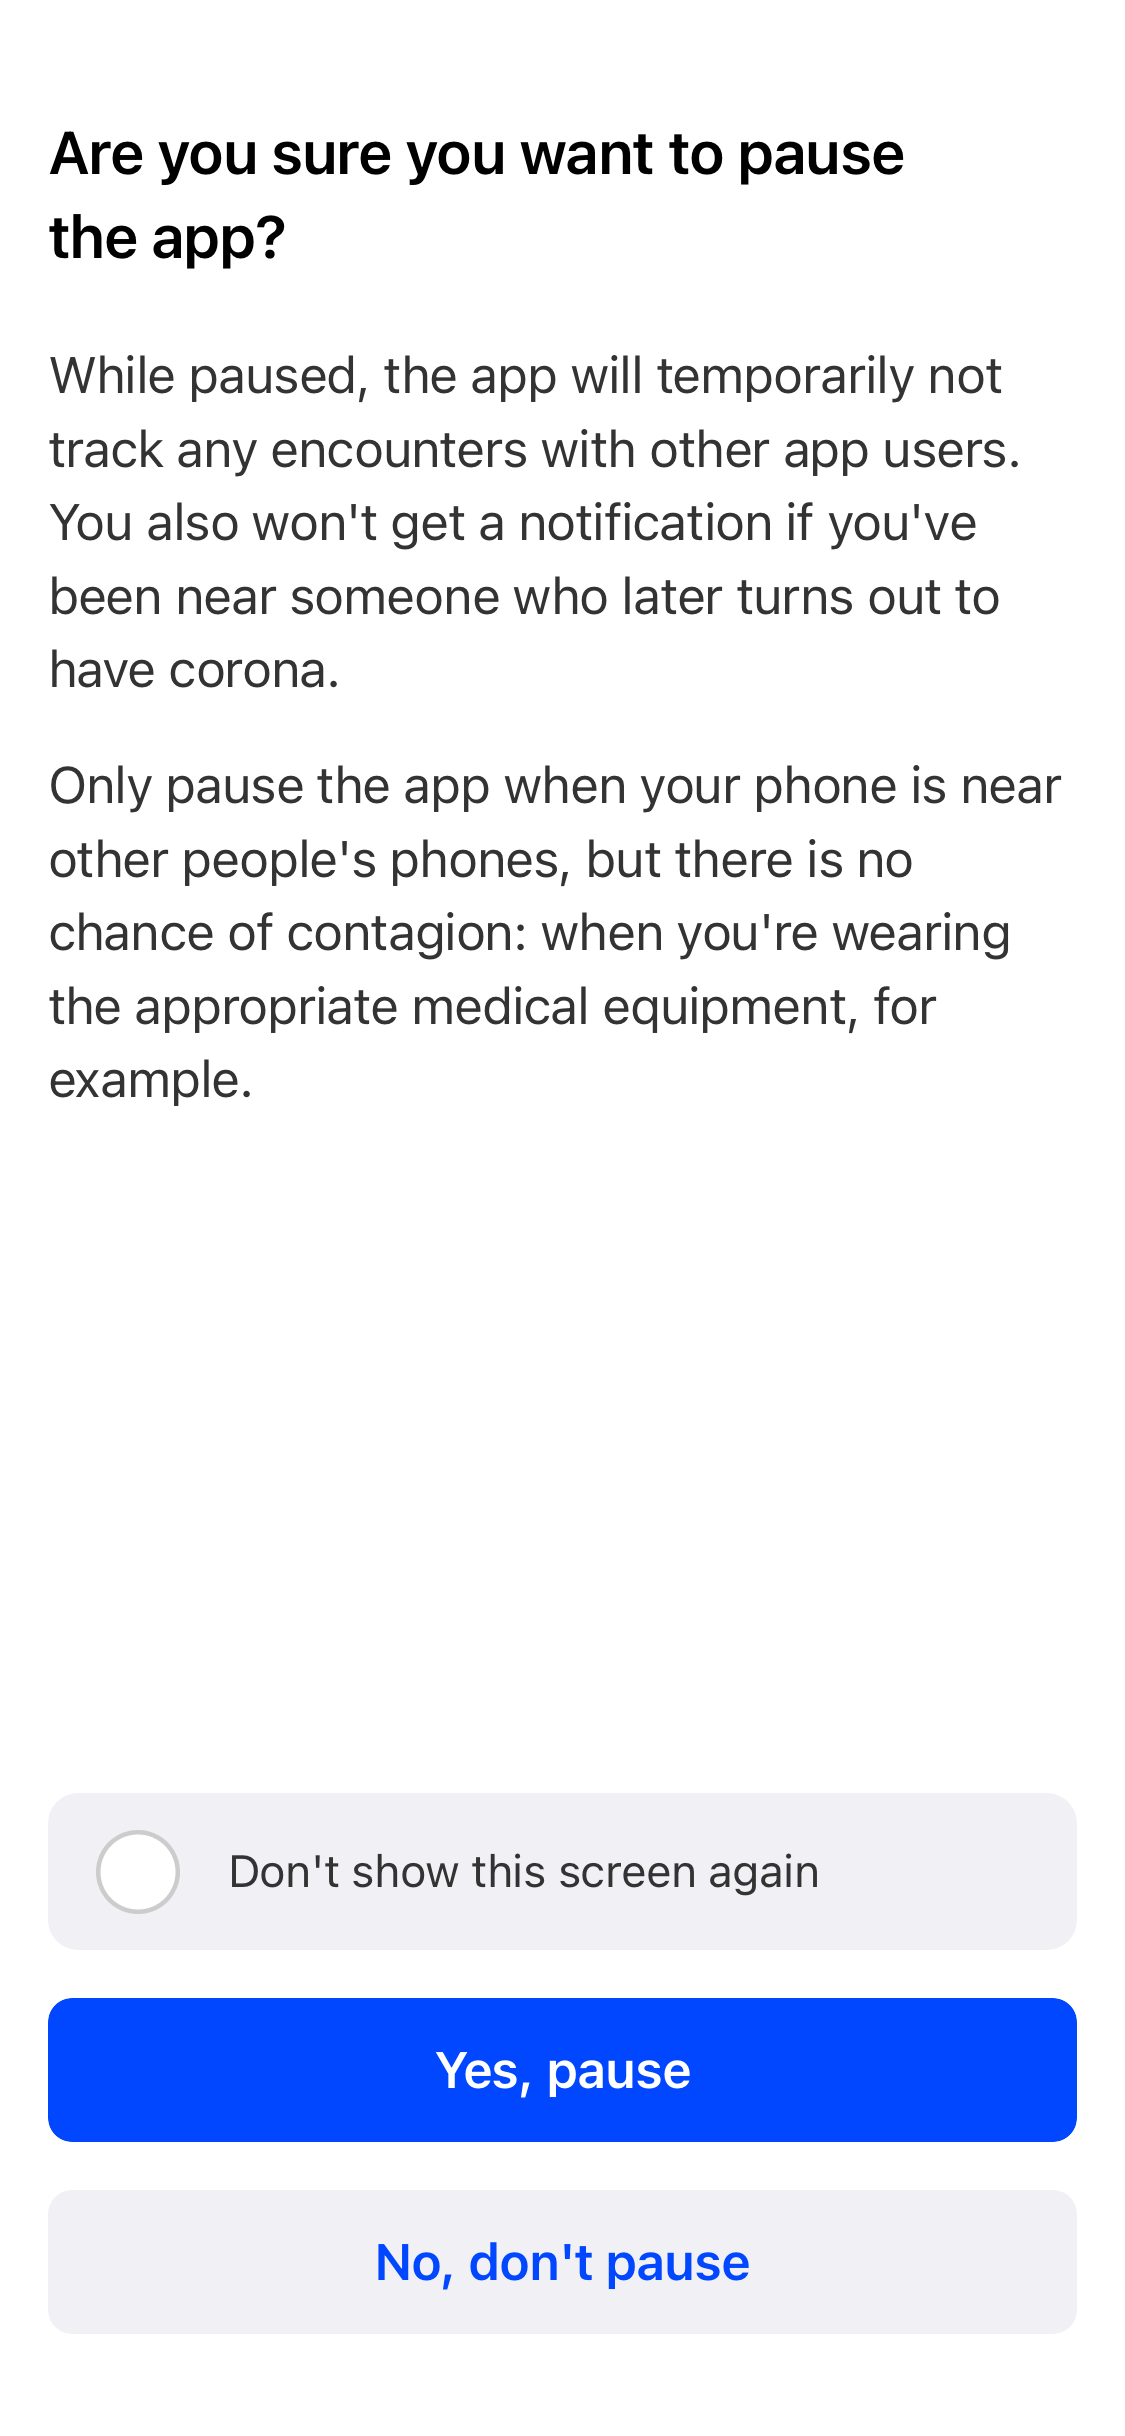 Are you sure you want to pause
the app?
While paused, the app will temporarily not
track any encounters with other app users.
You also won't get a notification if you've
been near someone who later turns out to
have corona.
Only pause the app when your phone is near
other people's phones, but there is no
chance of contagion: when you're wearing
the appropriate medical equipment, for
example.
Don't show this screen again
Yes, pause
No, don't pause